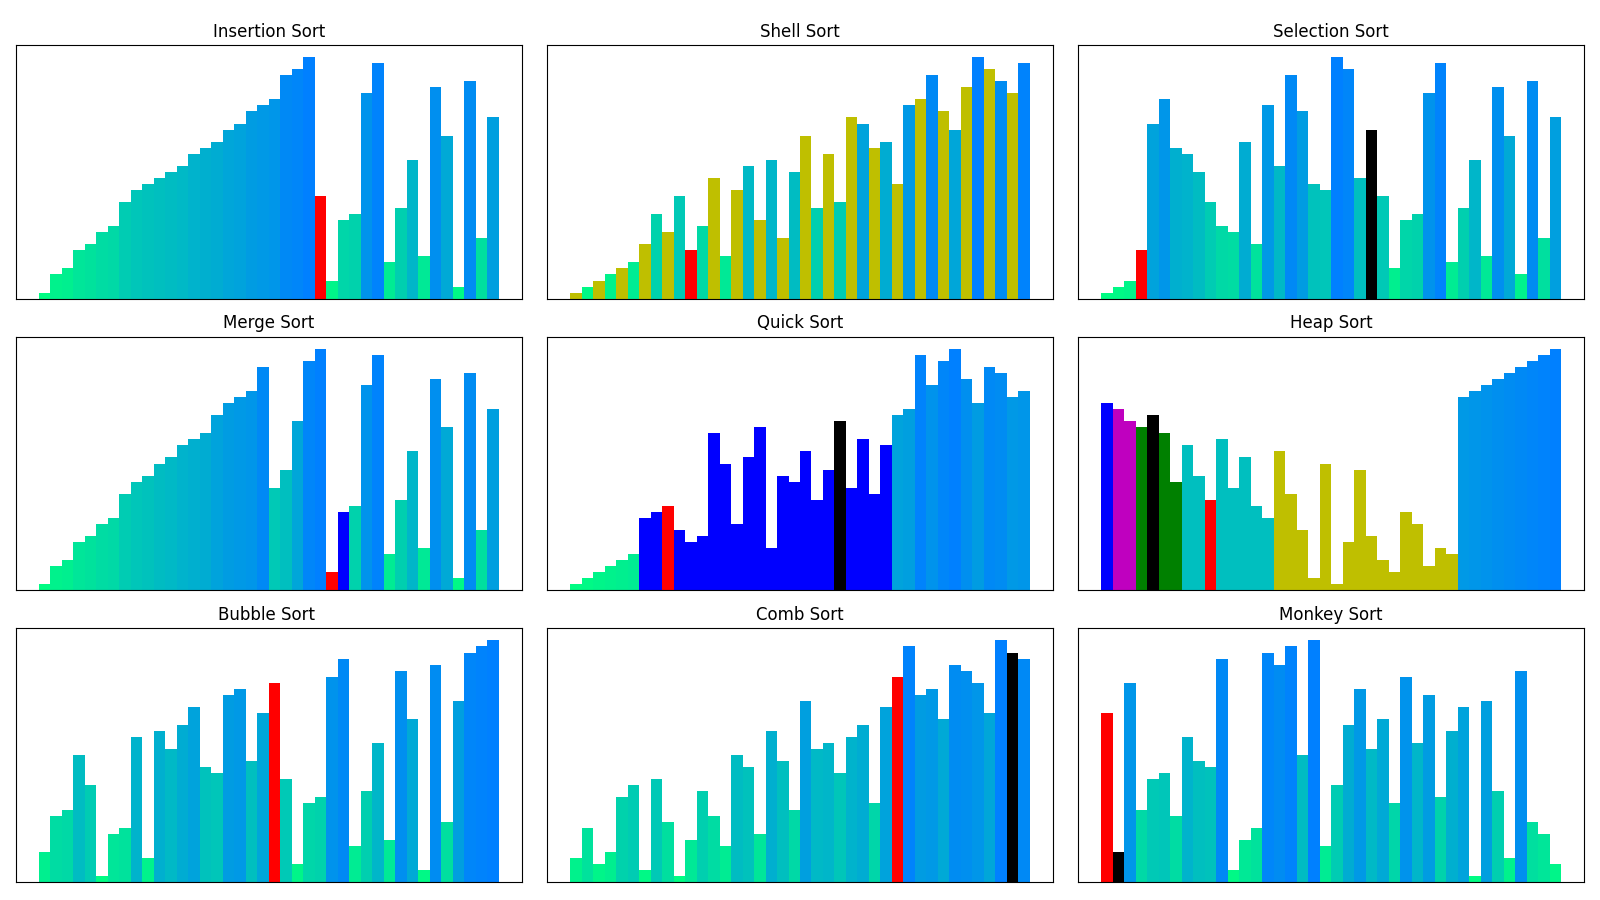 Insertion Sort
Shell Sort
Selection Sort
Merge Sort
Quick Sort
Heap Sort
Bubble Sort
Comb Sort
Monkey Sort